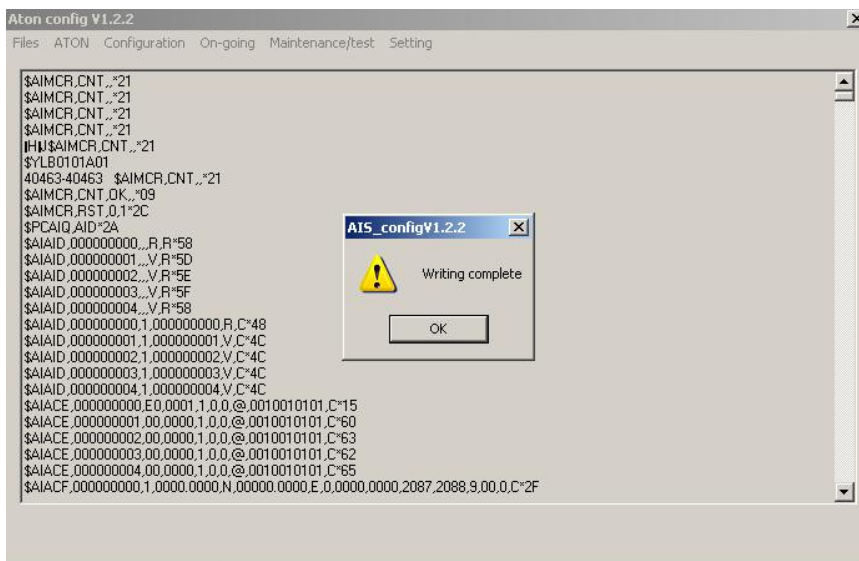 Aton config V1.2.2
Files ATON Configuration On-going Maintenance/test Setting
$AIMCR,CNT,,*21
$AIMCR,CNT,,*21
$AIMCR,CNT,,*21
$AIMCR,CNT,,*21
$AIMCR,CNT,,*21
$YLB0101A01
40463-40463 $AIMCR,CNT,,*21
$AIMCR,CNT,OK,,*09
$AIMCR,RST,0,1*2C
$PCAIQ,AID*2A
$AIAID,000000000,,,R,R*58
$AIAID,000000001,,,V,R*5D
$AIAID,000000002,,,V,R*5E
$AIAID,000000003,,,V,R*5F
$AIAID,000000004,,,V,R*58
$AIAID,000000000,1,000000000,R,C*48
$AIAID,000000001,1,000000001,V,C*4C
$AIAID,000000002,1,000000002,V,C*4C
$AIAID,000000003,1,000000003,V,C*4C
$AIAID,000000004,1,000000004,V,C*4C
$AIACE,000000000,E0,0001,1,0,0,@,0010010101,C*15
$AIACE,000000001,00,0000,1,0,0,@,0010010101,C*60
$AIACE,000000002,00,0000,1,0,0,@,0010010101,C*63
$AIACE,000000003,00,0000,1,0,0,@,0010010101,C*62
$AIACE,000000004,00,0000,1,0,0,@,0010010101,C*65
$AIACF,000000000,1,0000.0000,N,00000.0000,E,0,0000,0000,2087,2088,9,00,0,C*2F
AIS_configV1.2.2
Writing complete
OK